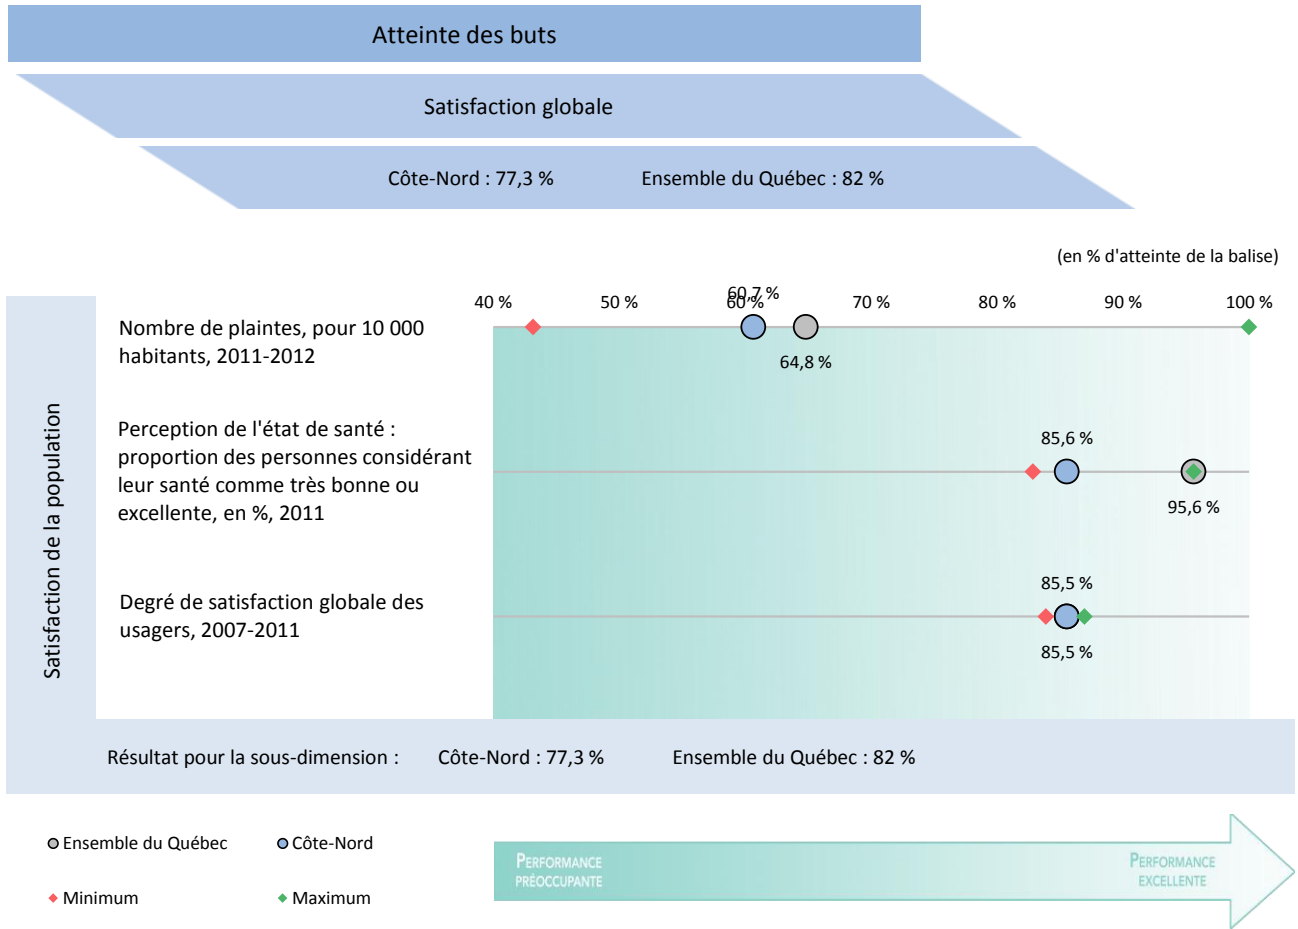 Atteinte des buts
Satisfaction globale
Côte-Nord : 77,3 % Ensemble du Québec : 82 %
(en % d'atteinte de la balise)
40 % 50 % 60 % 70 % 80 % 90 % 100 %
60,7 %
Nombre de plaintes, pour 10 000
habitants, 2011-2012
64,8 %
Satisfaction de la population
Perception de l'état de santé :
proportion des personnes considérant
leur santé comme très bonne ou
excellente, en %, 2011
85,6 %
95,6 %
Degré de satisfaction globale des
usagers, 2007-2011
85,5 %
85,5 %
Résultat pour la sous-dimension : Côte-Nord : 77,3 % Ensemble du Québec : 82 %
Ensemble du Québec Côte-Nord
Minimum Maximum
PERFORMANCE
PRÉOCCUPANTE
PERFORMANCE
EXCELLENTE